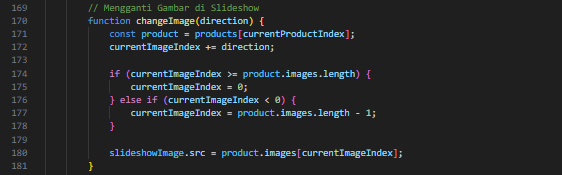 169 // Mengganti Gambar di Slideshow
170 function changeImage(direction) {
171 const product = products[currentProductIndex];
172 currentImageIndex += direction;
173
174 if (currentImageIndex >= product.images.length) {
175 currentImageIndex = 0;
176 } else if (currentImageIndex < 0) {
177 currentImageIndex = product.images.length - 1;
178 }
179
180 slideshowImage.src = product.images[currentImageIndex];
181 }